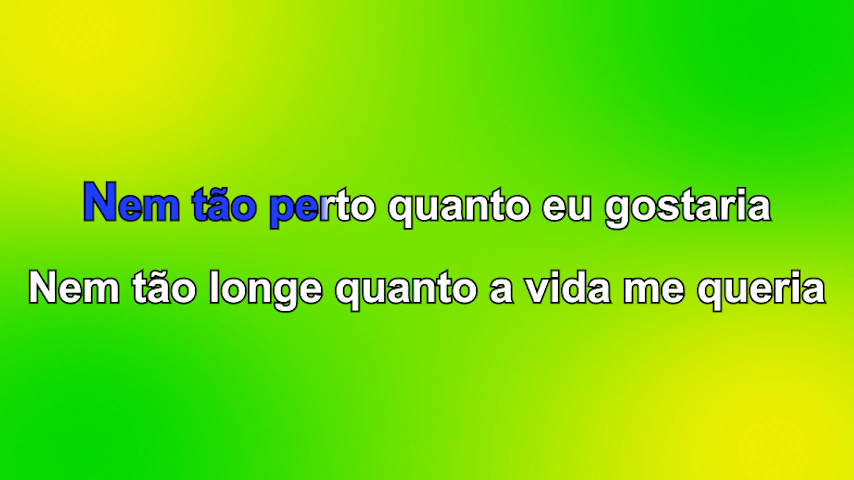 Nem tão perto quanto eu gostaria
Nem tão longe quanto a vida me queria